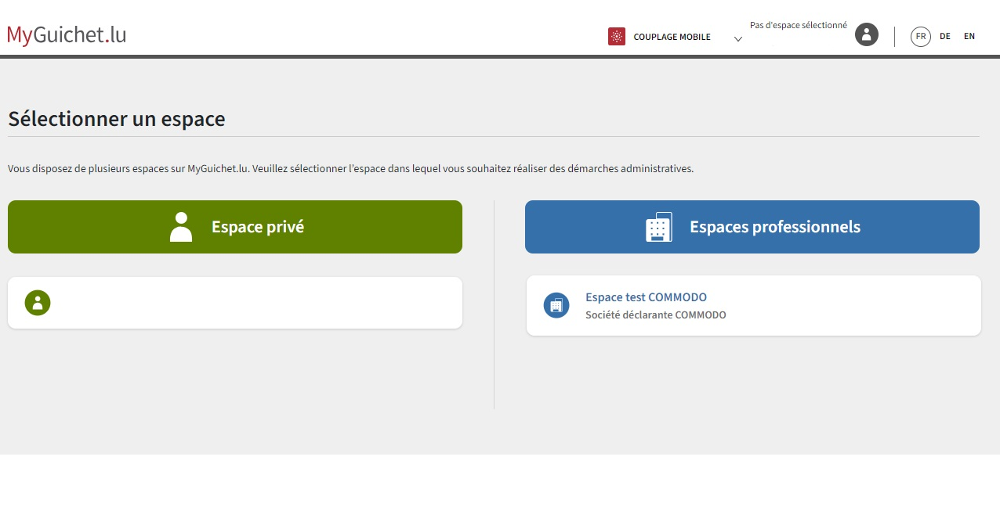 MyGuichet.lu
COUPLAGE MOBILE
Pas d'espace sélectionné
FR DE EN
Sélectionner un espace
Vous disposez de plusieurs espaces sur MyGuichet.lu. Veuillez sélectionner l'espace dans lequel vous souhaitez réaliser des démarches administratives.
Espace privé
Espaces professionnels
Espace test COMMODO
Société déclarante COMMODO